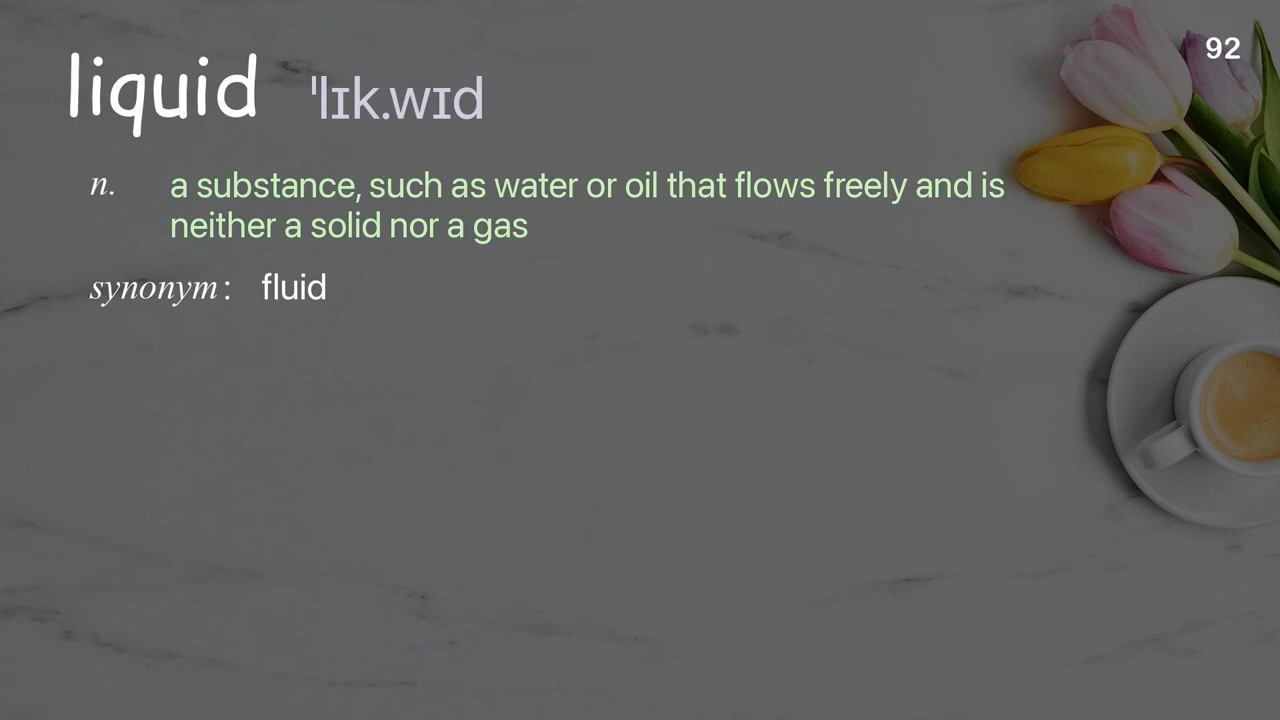 92
liquid ˈlɪk.wɪd
n. a substance, such as water or oil that flows freely and is
neither a solid nor a gas
synonym: fluid